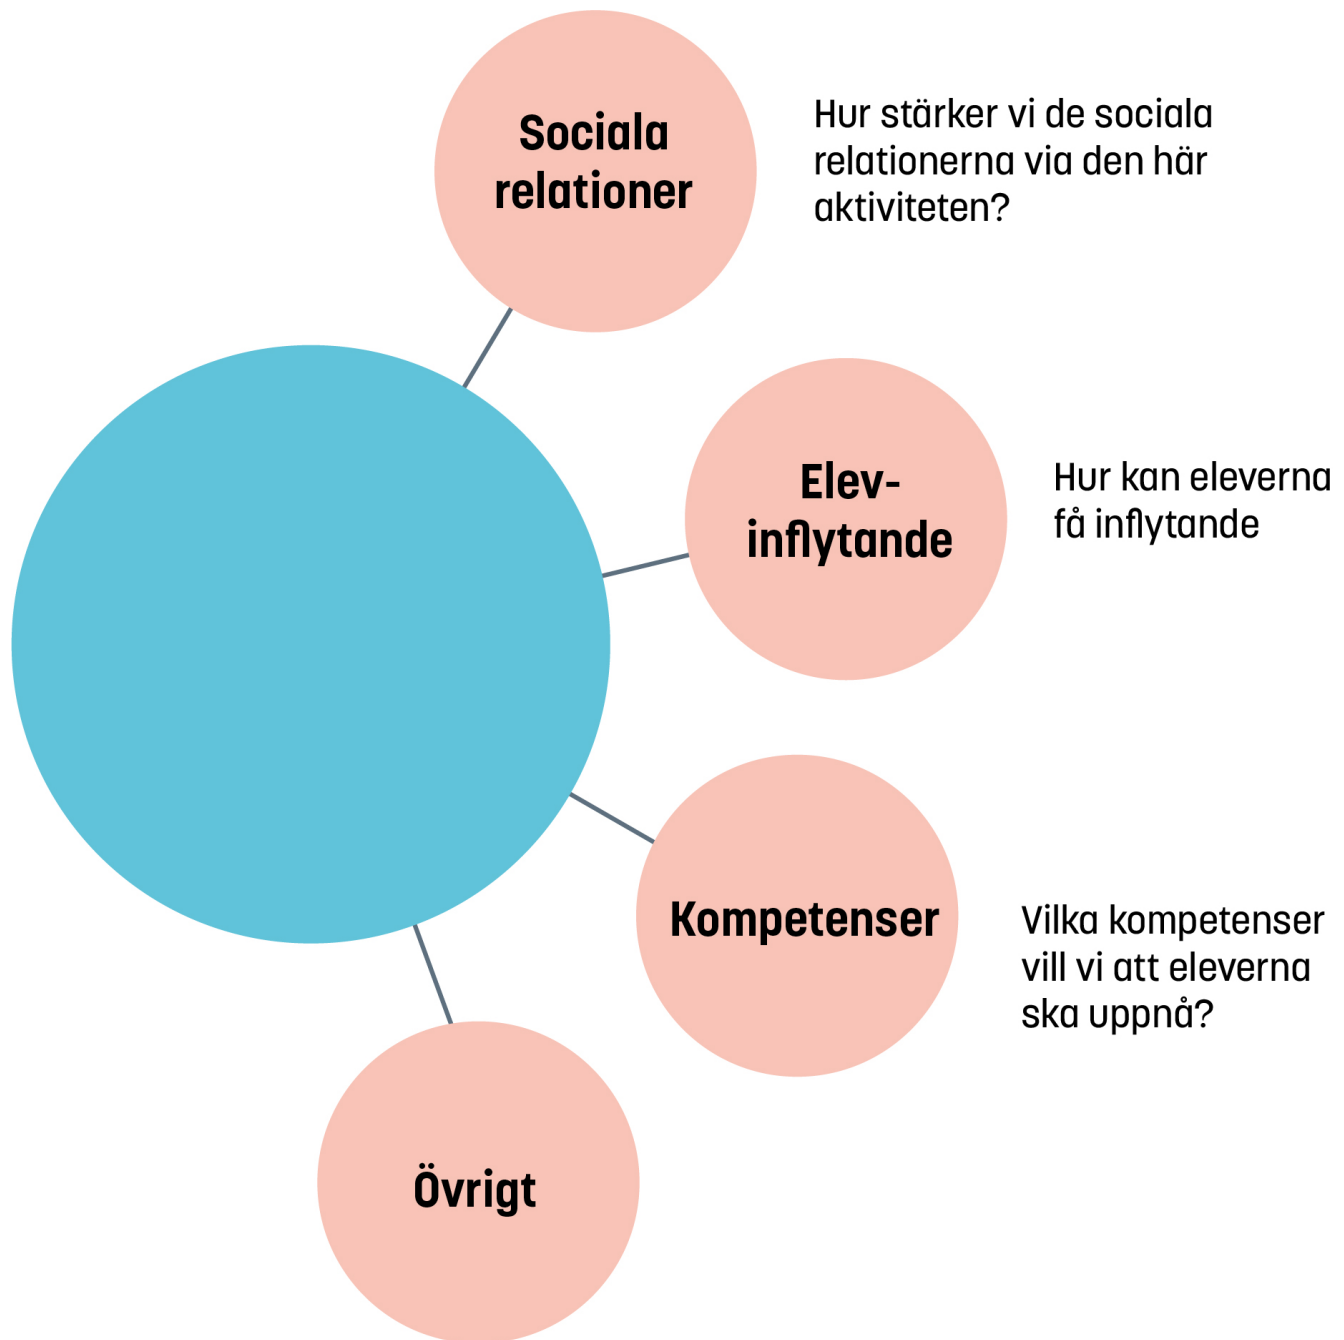 Sociala
relationer
Hur stärker vi de sociala
relationerna via den här
aktiviteten?
Elev-
inflytande
Hur kan eleverna
få inflytande
Kompetenser
Vilka kompetenser
vill vi att eleverna
ska uppnå?
Övrigt